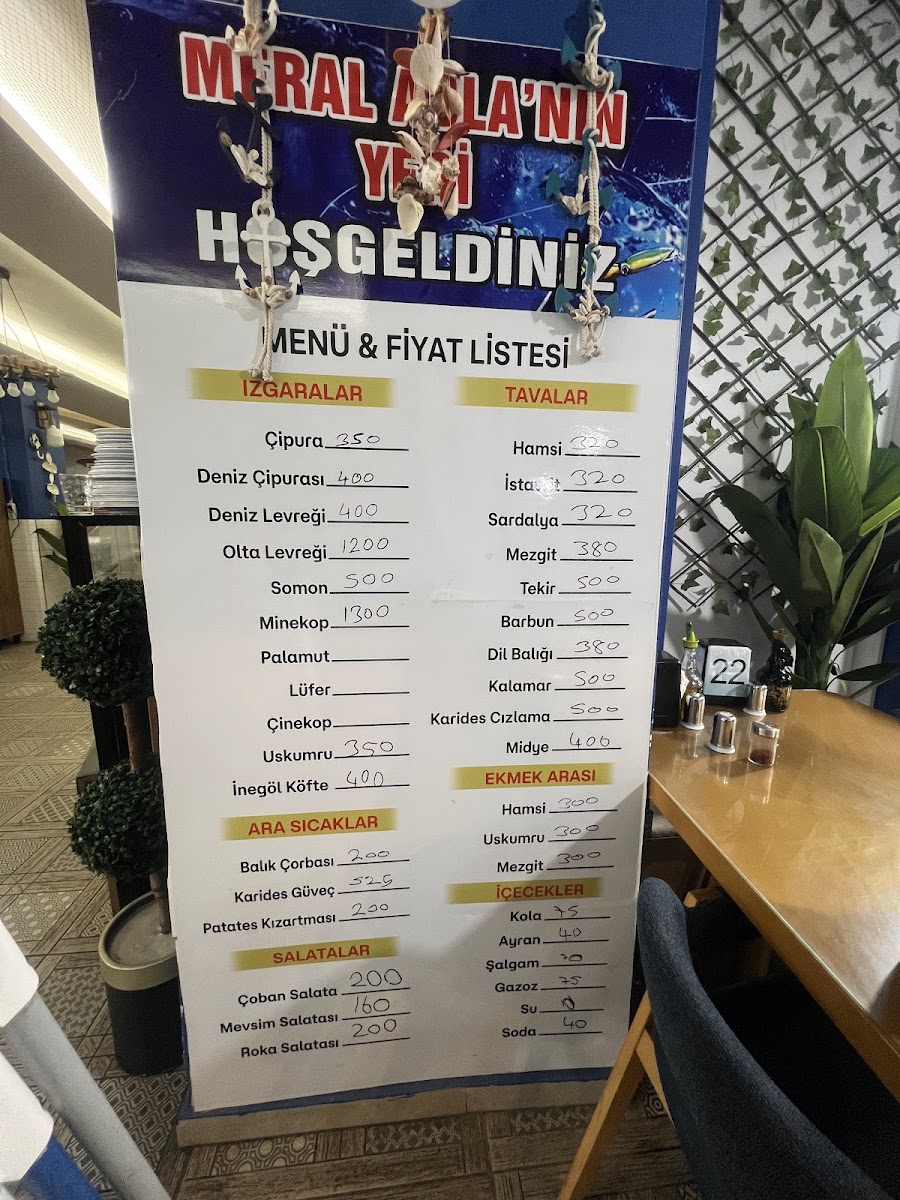 MERAL ABLA'NIN
YERİ
HOŞGELDİNİZ
MENÜ & FİYAT LİSTESİ
IZGARALAR
Çipura 350
Deniz Çipurası 400
Deniz Levreği 400
Olta Levreği 1200
Somon 500
Minekop 1300
Palamut
Lüfer
Çinekop
Uskumru 350
İnegöl Köfte 400
ARA SICAKLAR
Balık Çorbası 200
Karides Güveç 525
Patates Kızartması 200
SALATALAR
Çoban Salata 200
Mevsim Salatası 160
Roka Salatası 200
TAVALAR
Hamsi 320
İstavrit 320
Sardalya 320
Mezgit 380
Tekir 500
Barbun 500
Dil Balığı 380
Kalamar 500
Karides Cızlama 500
Midye 400
EKMEK ARASI
Hamsi 300
Uskumru 300
Mezgit 300
İÇECEKLER
Kola 75
Ayran 40
Şalgam 70
Gazoz 75
Su
Soda 40
22